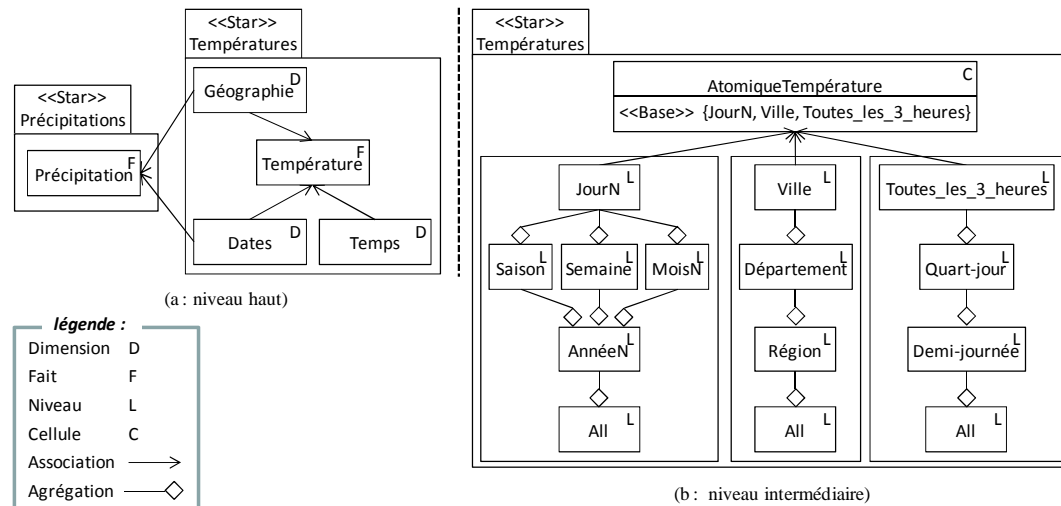 <<Star>>
Températures
Géographie D
Température F
Dates D
Temps D
<<Star>>
Précipitations
Précipitation F
(a : niveau haut)
légende :
Dimension D
Fait F
Niveau L
Cellule C
Association
Agrégation
<<Star>>
Températures
AtomiqueTempérature C
<<Base>> {JourN, Ville, Toutes_les_3_heures}
JourN L
Saison L
Semaine L
MoisN L
AnnéeN L
All L
Ville L
Département L
Région L
All L
Toutes_les_3_heures L
Quart-jour L
Demi-journée L
All L
(b : niveau intermédiaire)